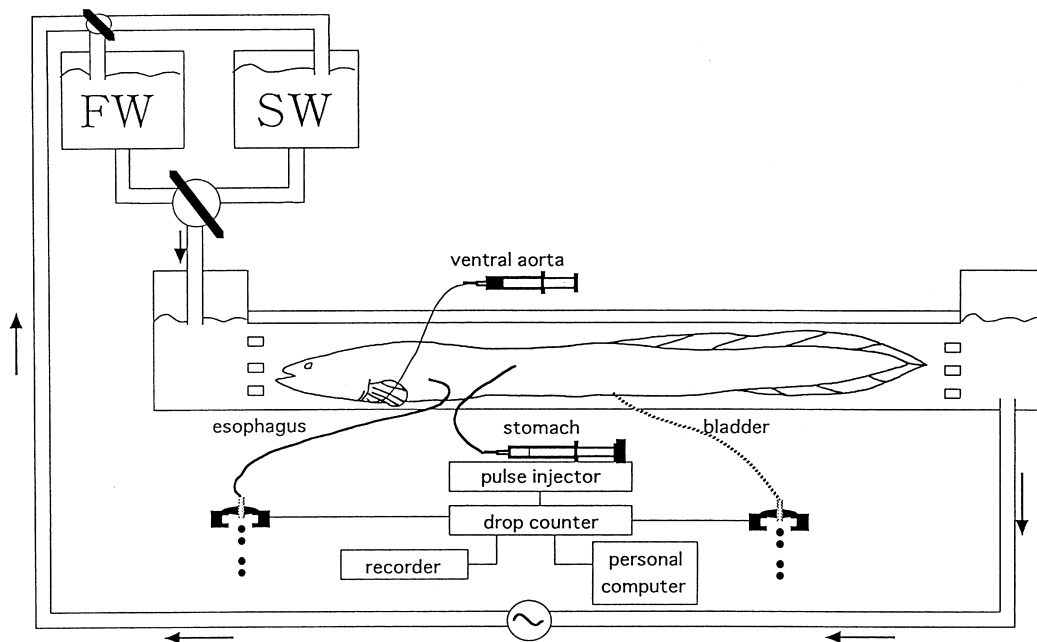 FW
SW
ventral aorta
esophagus
stomach
bladder
pulse injector
drop counter
recorder
personal
computer